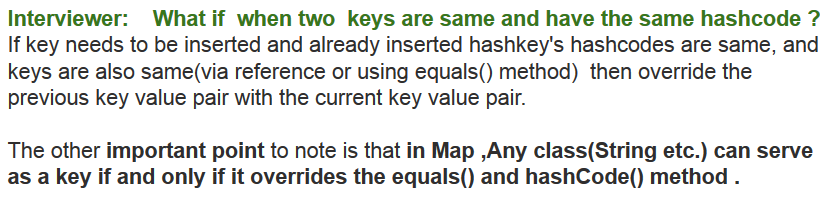 Interviewer: What if when two keys are same and have the same hashcode ?
If key needs to be inserted and already inserted hashkey's hashcodes are same, and
keys are also same(via reference or using equals() method) then override the
previous key value pair with the current key value pair.
The other important point to note is that in Map ,Any class(String etc.) can serve
as a key if and only if it overrides the equals() and hashCode() method .